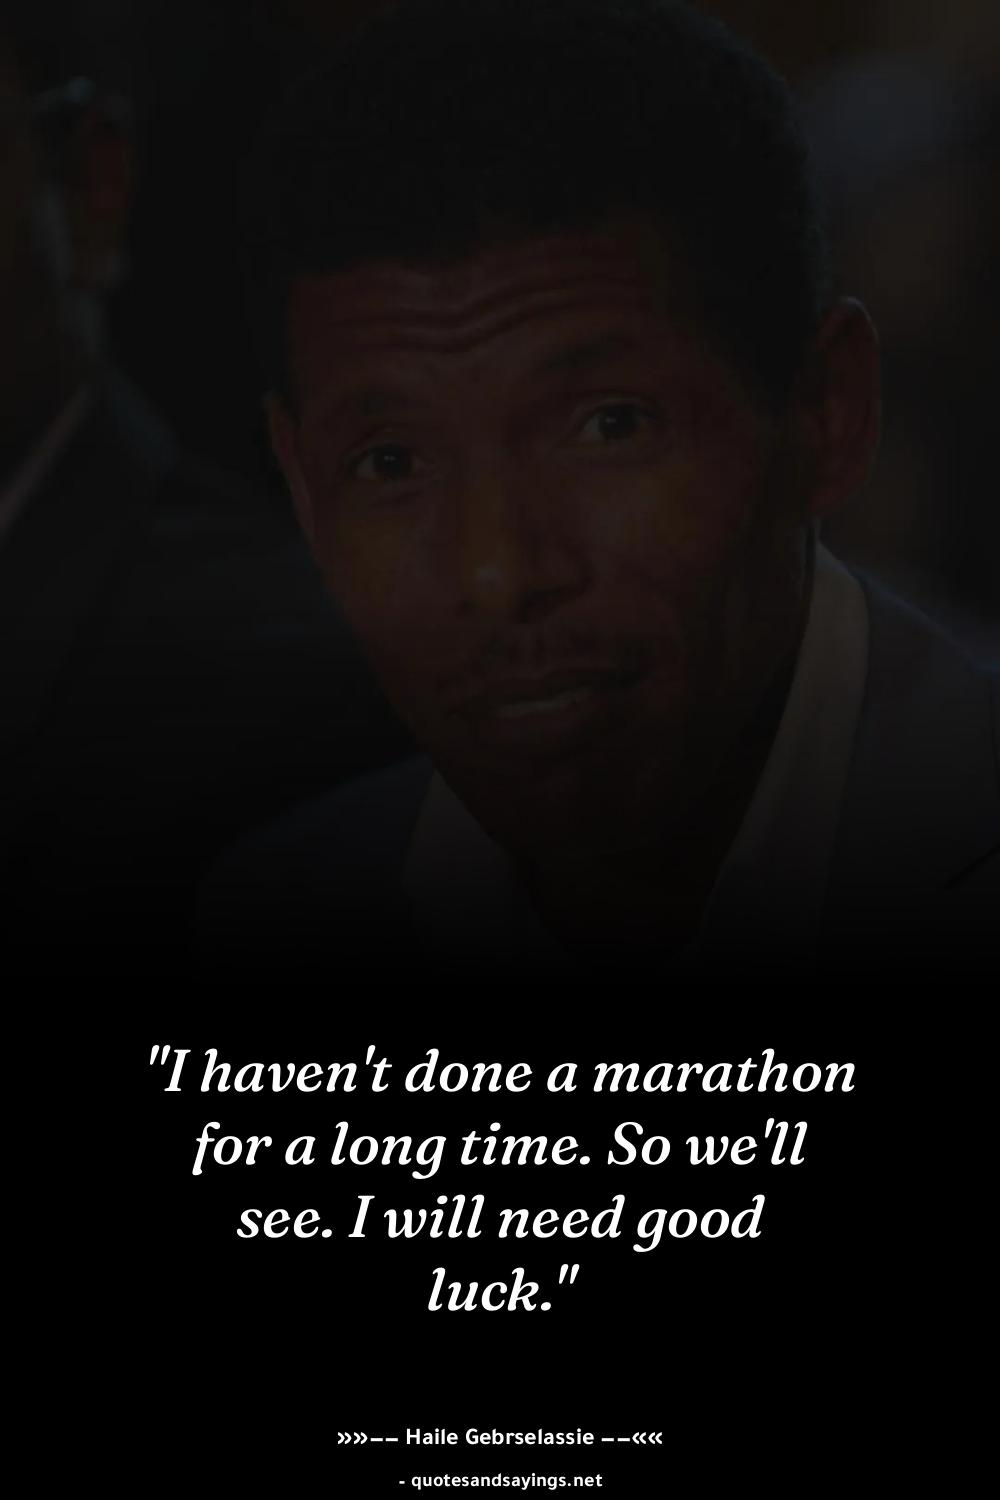 "I haven't done a marathon
for a long time. So we'll
see. I will need good
luck."
»»−− Haile Gebrselassie −−««
- quotesandsayings.net